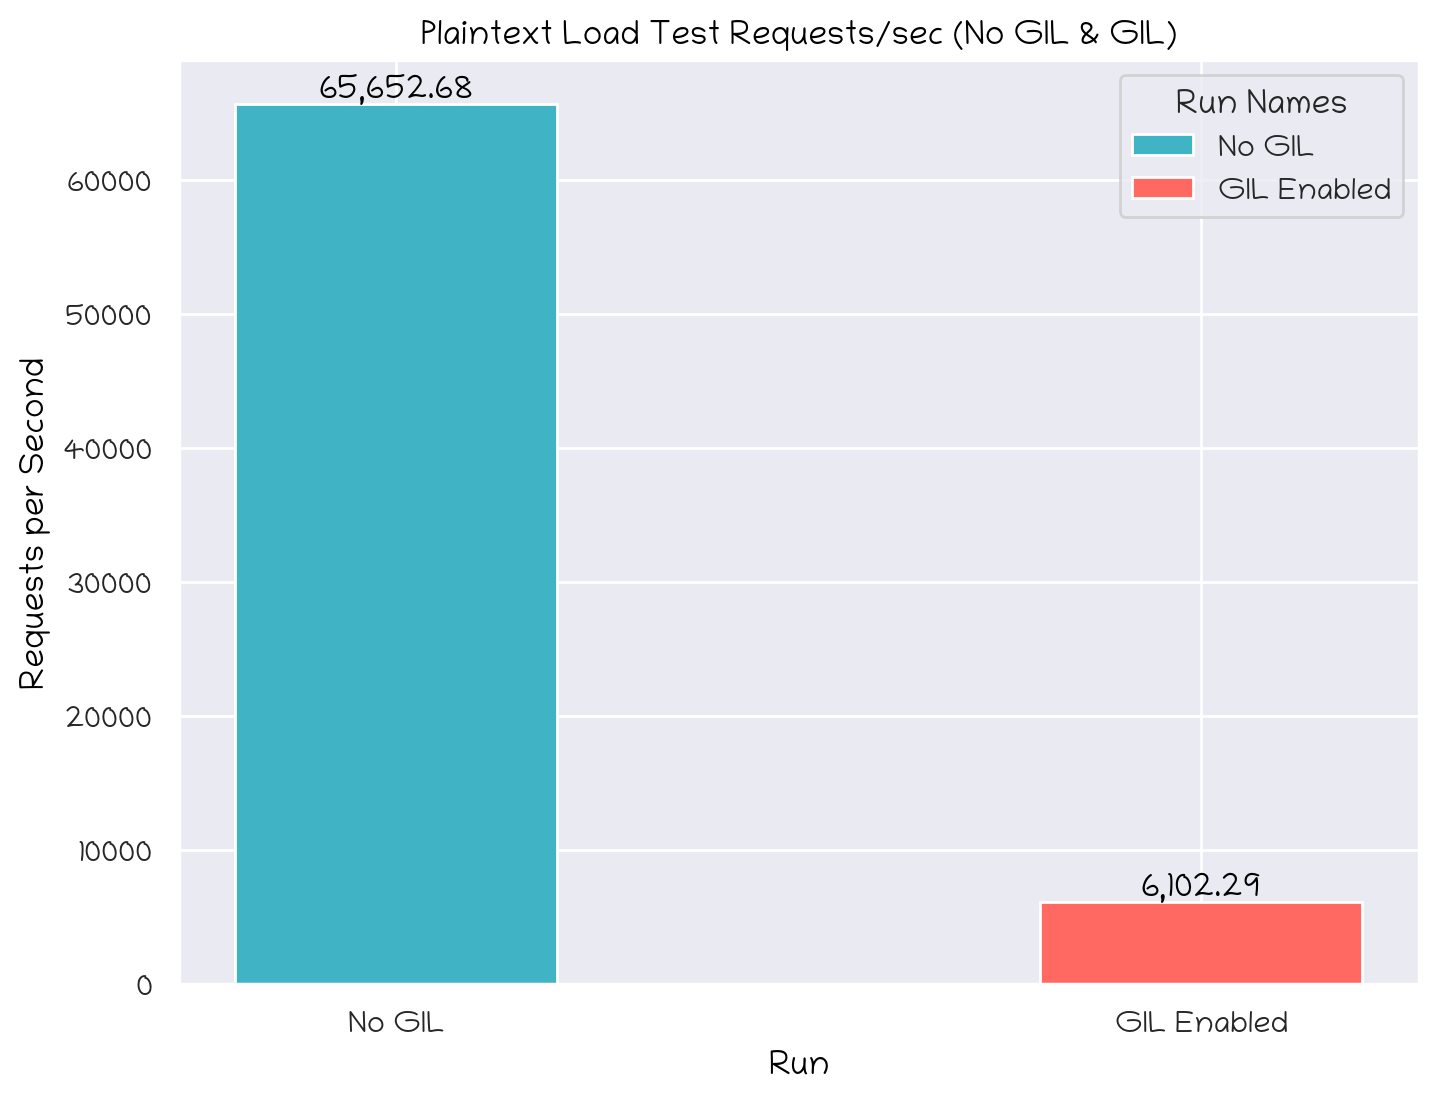 Plaintext Load Test Requests/sec (No GIL & GIL)
65,652.68
Run Names
No GIL
GIL Enabled
60000
50000
40000
30000
20000
10000
0
Requests per Second
6,102.29
No GIL
GIL Enabled
Run